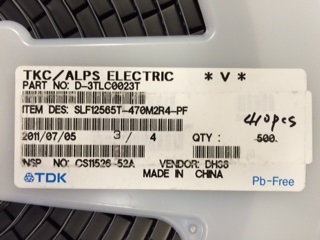 TKC/ALPS ELECTRIC * V *
PART NO: D-3TLC0023T
ITEM DES: SLF12565T-470M2R4-PF
2011/07/05 3 / 4 QTY : 500.
410pcs
INSP NO: CS11526-52A VENDOR: DHG8
MADE IN CHINA
TDK
Pb-Free